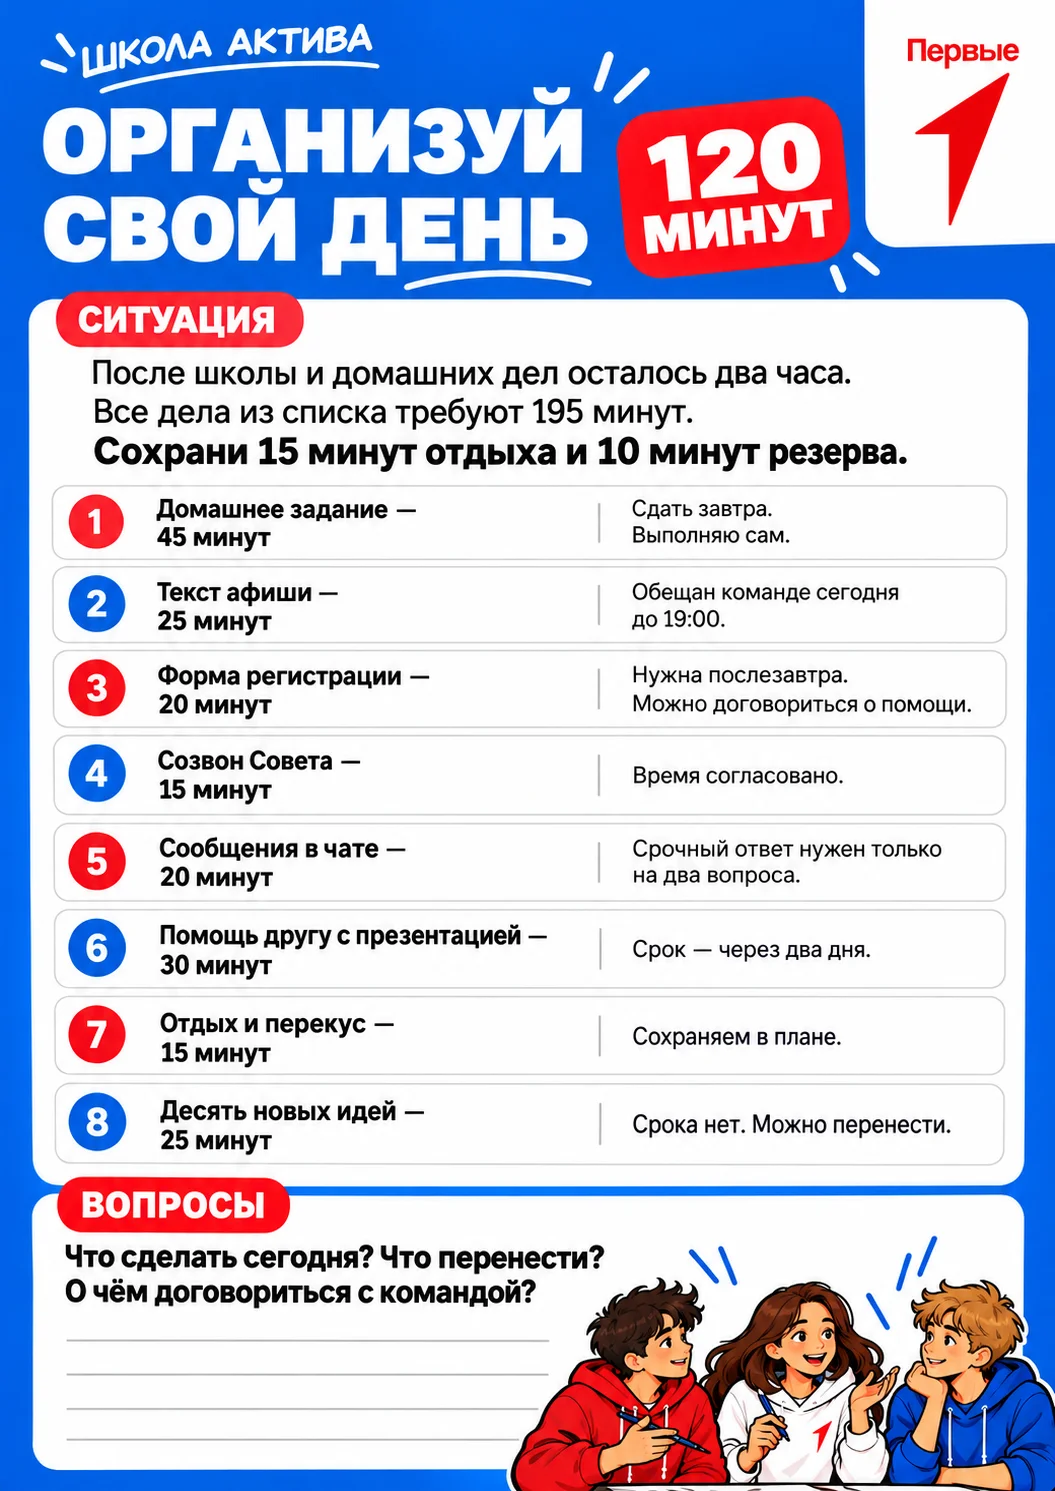 ШКОЛА АКТИВА
Первые
ОРГАНИЗУЙ
СВОЙ ДЕНЬ
120
МИНУТ
СИТУАЦИЯ
После школы и домашних дел осталось два часа.
Все дела из списка требуют 195 минут.
Сохрани 15 минут отдыха и 10 минут резерва.
1
Домашнее задание —
45 минут
Сдать завтра.
Выполняю сам.
2
Текст афиши —
25 минут
Обещан команде сегодня
до 19:00.
3
Форма регистрации —
20 минут
Нужна послезавтра.
Можно договориться о помощи.
4
Созвон Совета —
15 минут
Время согласовано.
5
Сообщения в чате —
20 минут
Срочный ответ нужен только
на два вопроса.
6
Помощь другу с презентацией —
30 минут
Срок — через два дня.
7
Отдых и перекус —
15 минут
Сохраняем в плане.
8
Десять новых идей —
25 минут
Срока нет. Можно перенести.
ВОПРОСЫ
Что сделать сегодня? Что перенести?
О чём договориться с командой?